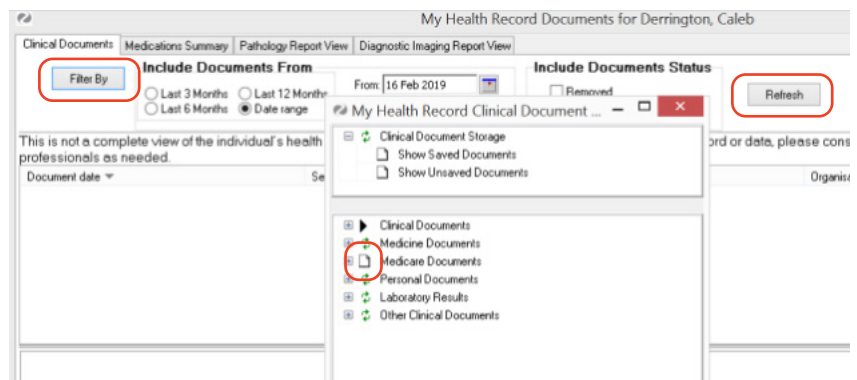 My Health Record Documents for Derrington, Caleb
Clinical Documents Medications Summary Pathology Report View Diagnostic Imaging Report View
Filter By
Include Documents From
Last 3 Months Last 12 Months
Last 6 Months Date range
From: 16 Feb 2019
Include Documents Status
Removed
Refresh
My Health Record Clinical Document ...
This is not a complete view of the individual's health
ord or data, please cons
professionals as needed.
Document date
Se
Organisa
Clinical Document Storage
Show Saved Documents
Show Unsaved Documents
Clinical Documents
Medicine Documents
Medicare Documents
Personal Documents
Laboratory Results
Other Clinical Documents